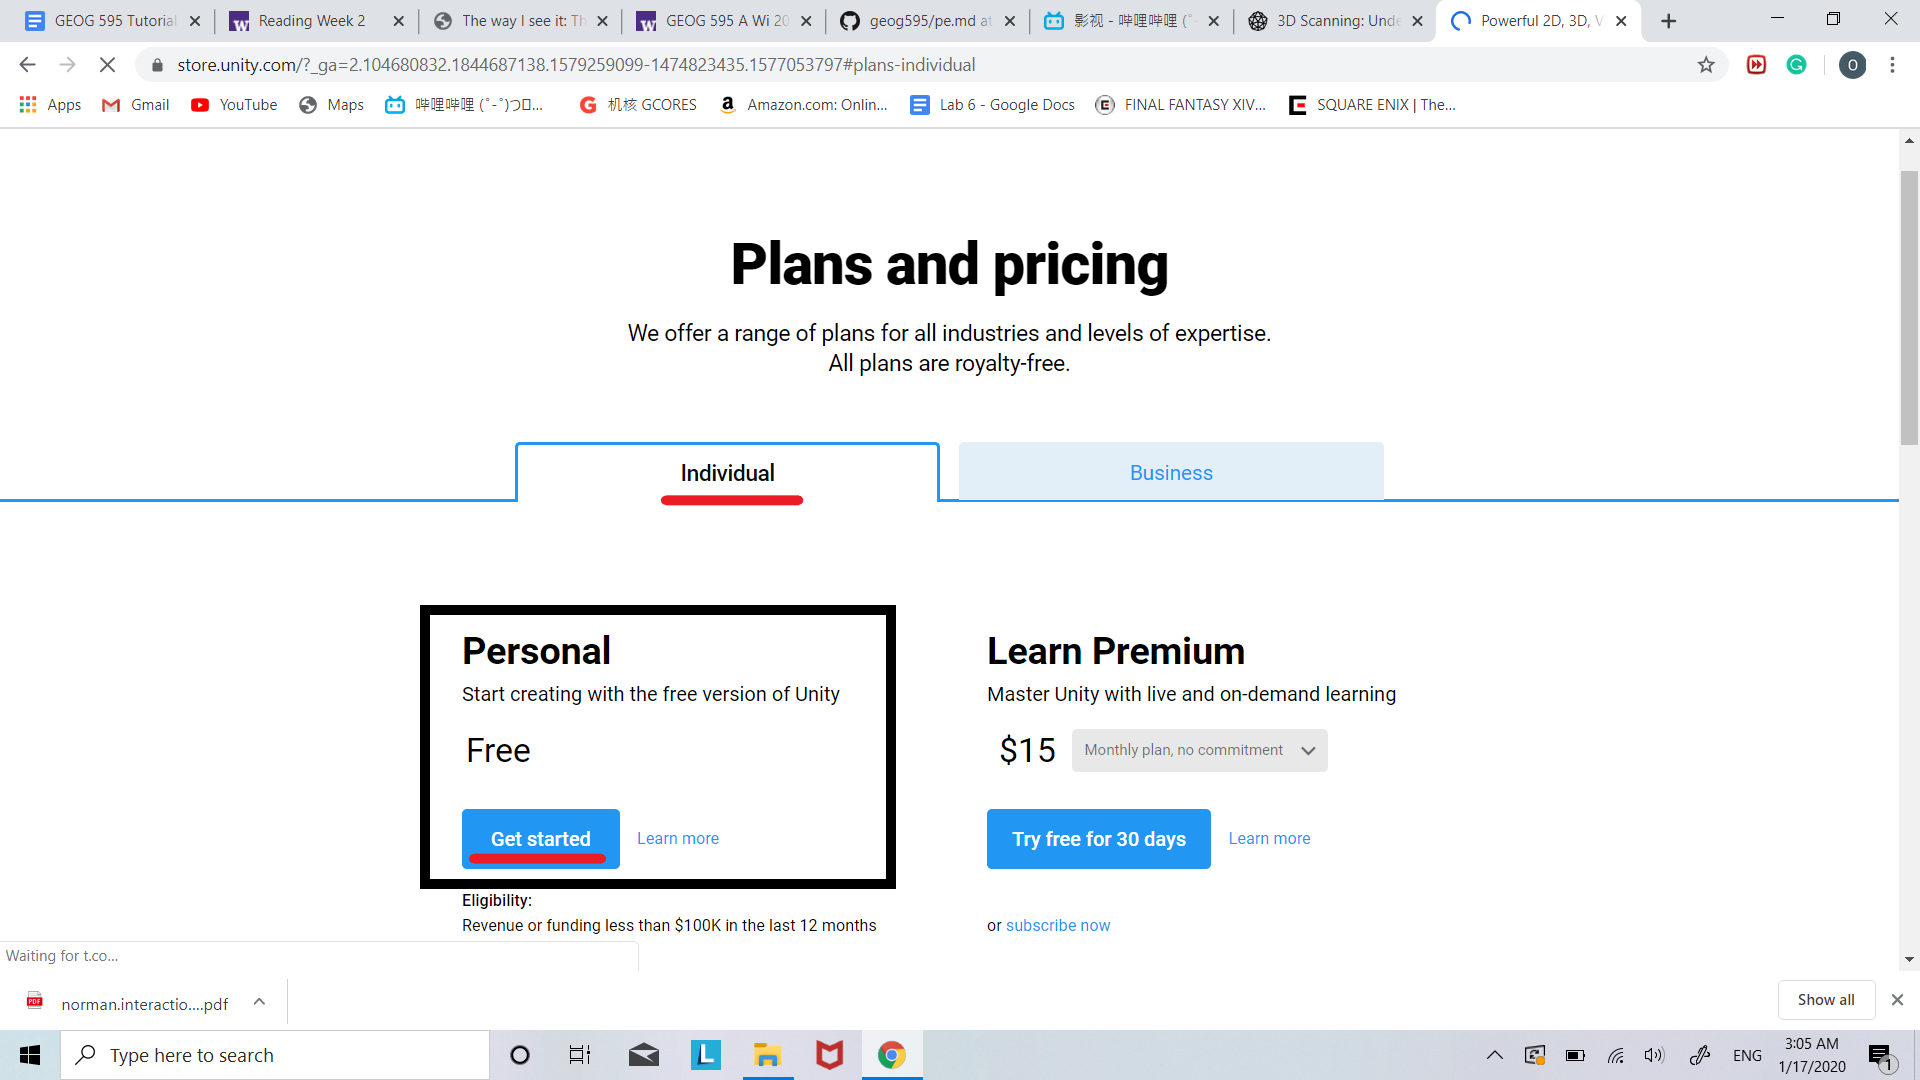 GEOG 595 Tutorial
Reading Week 2
The way I see it: Th
GEOG 595 A Wi 20
geog595/pe.md at
影视 - 哔哩哔哩 (゜-
3D Scanning: Unde
Powerful 2D, 3D, V
store.unity.com/?_ga=2.104680832.1844687138.1579259099-1474823435.1577053797#plans-individual
O
Apps
Gmail
YouTube
Maps
哔哩哔哩 (゜-゜)つロ...
机核 GCORES
Amazon.com: Onlin...
Lab 6 - Google Docs
FINAL FANTASY XIV...
SQUARE ENIX | The...
Plans and pricing
We offer a range of plans for all industries and levels of expertise.
All plans are royalty-free.
Individual
Business
Personal
Start creating with the free version of Unity
Free
Get started
Learn more
Eligibility:
Revenue or funding less than $100K in the last 12 months
Learn Premium
Master Unity with live and on-demand learning
$15
Monthly plan, no commitment
Try free for 30 days
Learn more
or subscribe now
Waiting for t.co...
norman.interactio....pdf
Show all
Type here to search
ENG
3:05 AM
1/17/2020
1